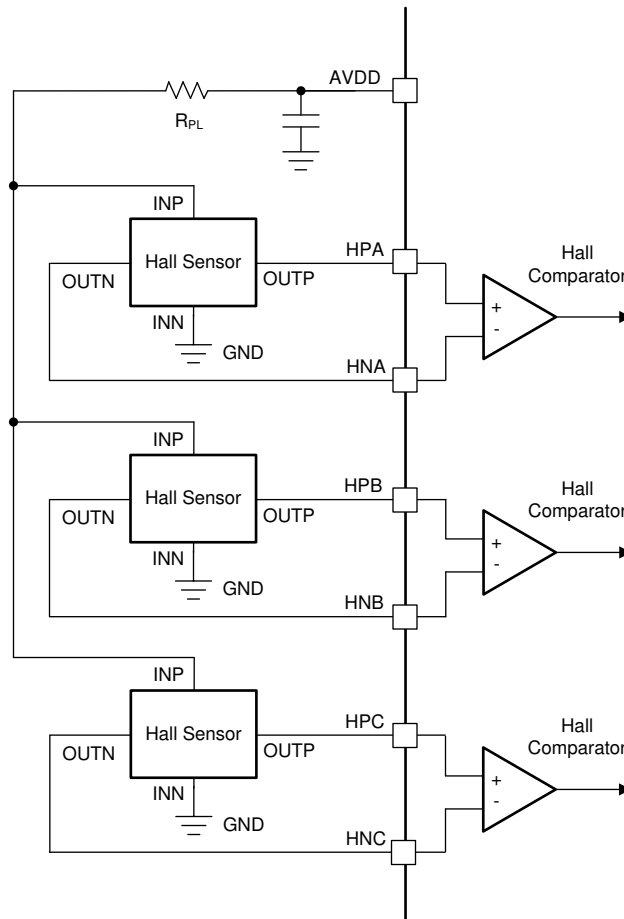 AVDD
RPL
INP
Hall Sensor
OUTN
OUTP
INN
GND
HPA
HNA
Hall
Comparator
+
-
INP
Hall Sensor
OUTN
OUTP
INN
GND
HPB
HNB
Hall
Comparator
+
-
INP
Hall Sensor
OUTN
OUTP
INN
GND
HPC
HNC
Hall
Comparator
+
-